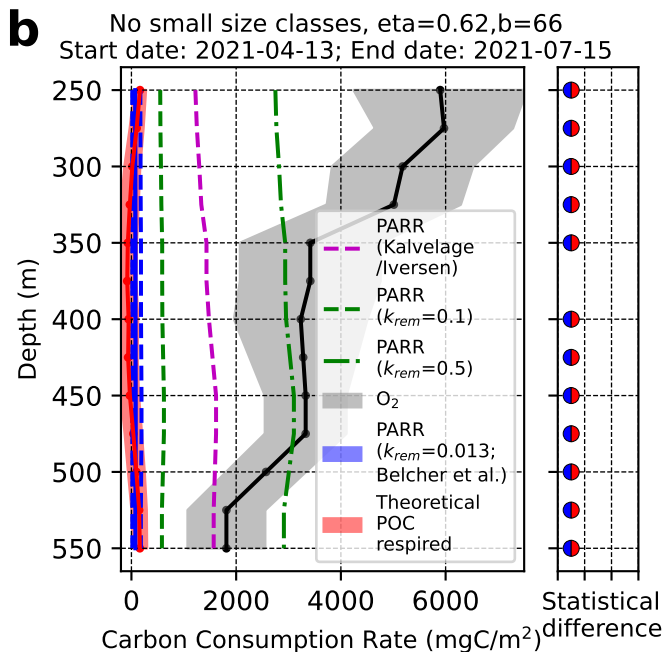 b
No small size classes, eta=0.62,b=66
Start date: 2021-04-13; End date: 2021-07-15
250
300
350
400
450
500
550
Depth (m)
PARR
(Kalvelage
/Iversen)
PARR
(k_rem=0.1)
PARR
(k_rem=0.5)
O₂
PARR
(k_rem=0.013;
Belcher et al.)
Theoretical
POC
respired
0 2000 4000 6000
Carbon Consumption Rate (mgC/m²)
Statistical
difference